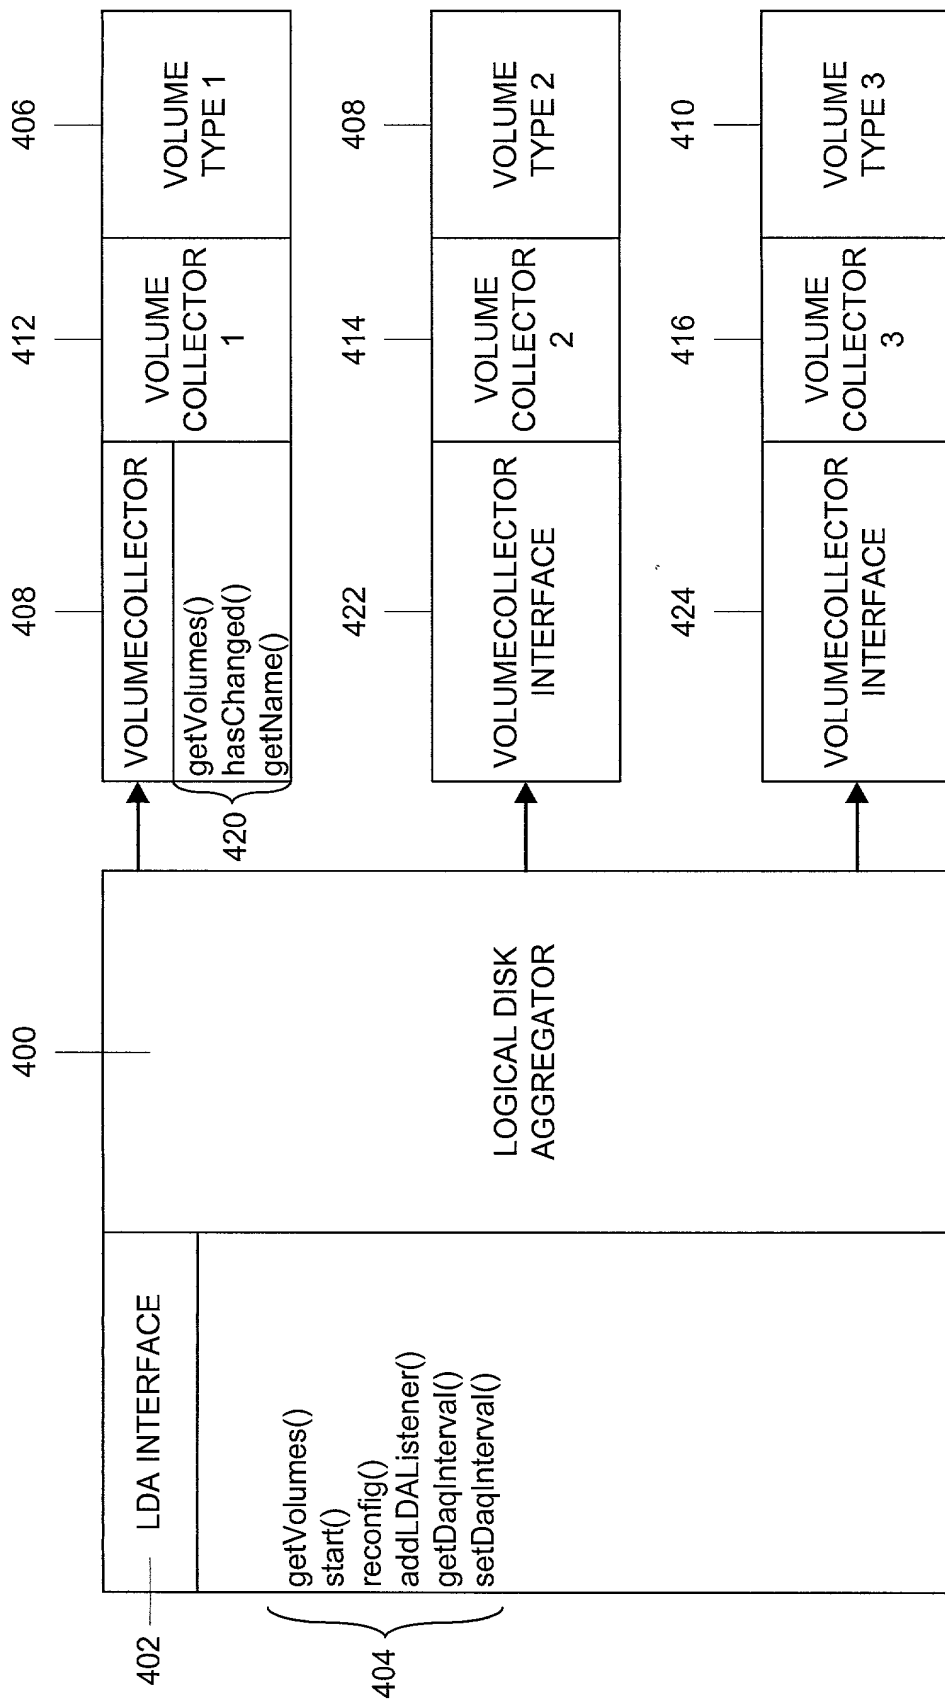 400
402
LDA INTERFACE
getVolumes()
start()
reconfig()
addLDAListener()
getDaqInterval()
setDaqInterval()
404
LOGICAL DISK
AGGREGATOR
408
412
406
VOLUMECOLLECTOR
getVolumes()
hasChanged()
getName()
420
VOLUME
COLLECTOR
1
VOLUME
TYPE 1
422
414
408
VOLUMECOLLECTOR
INTERFACE
VOLUME
COLLECTOR
2
VOLUME
TYPE 2
424
416
410
VOLUMECOLLECTOR
INTERFACE
VOLUME
COLLECTOR
3
VOLUME
TYPE 3